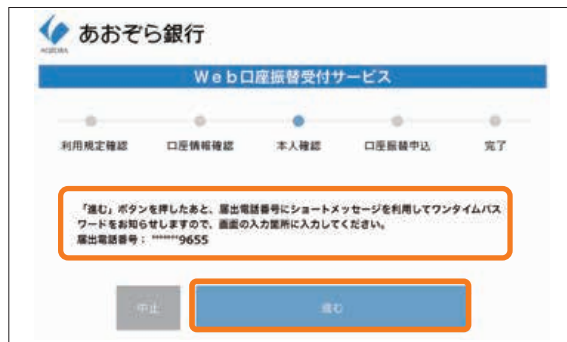 あおぞら銀行
AOZORA
Web口座振替受付サービス
利用規定確認 口座情報確認 本人確認 口座振替申込 完了
「進む」ボタンを押したあと、届出電話番号にショートメッセージを利用してワンタイムパス
ワードをお知らせしますので、画面の入力箇所に入力してください。
届出電話番号：*******9655
中止 進む